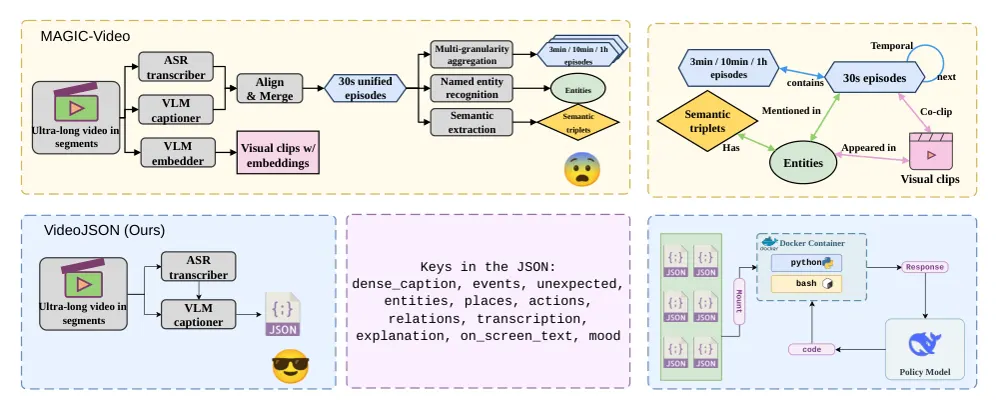 MAGIC-Video
Ultra-long video in
segments
ASR
transcriber
VLM
captioner
VLM
embedder
Align
& Merge
Visual clips w/
embeddings
30s unified
episodes
Multi-granularity
aggregation
Named entity
recognition
Semantic
extraction
3min / 10min / 1h
episodes
Entities
Semantic
triplets
3min / 10min / 1h
episodes
contains
30s episodes
Temporal
next
Mentioned in
Co-clip
Semantic
triplets
Has
Entities
Appeared in
Visual clips
VideoJSON (Ours)
Ultra-long video in
segments
ASR
transcriber
VLM
captioner
{;}
JSON
Keys in the JSON:
dense_caption, events, unexpected,
entities, places, actions,
relations, transcription,
explanation, on_screen_text, mood
{;} {;}
JSON JSON
{;} {;}
JSON JSON
{;} {;}
JSON JSON
Mount
docker
Docker Container
python
bash
Response
code
Policy Model